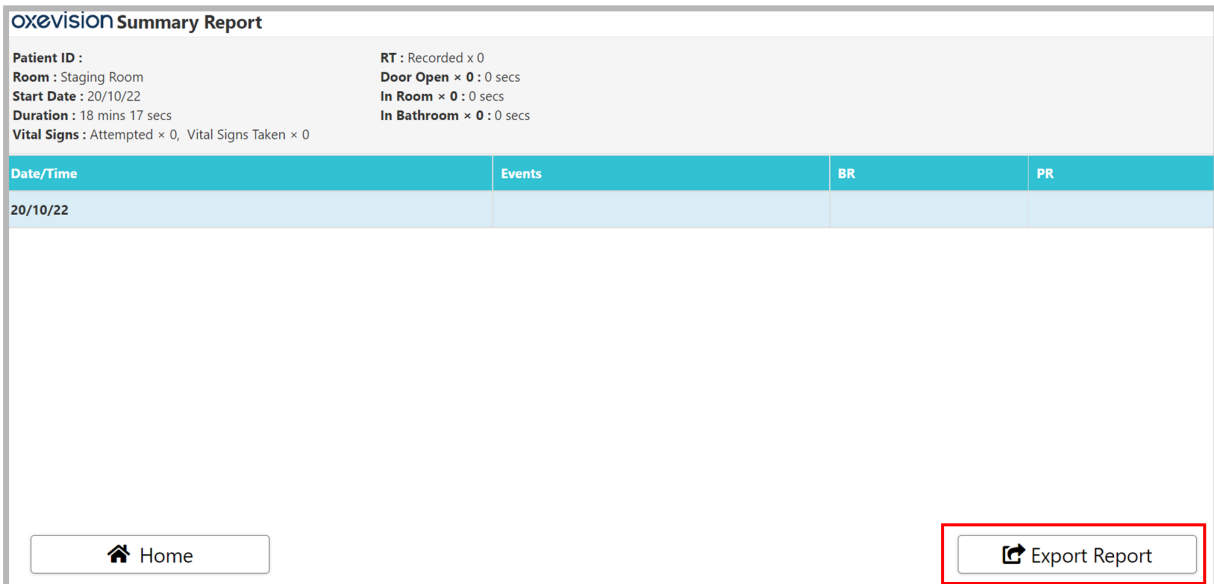 oxevision Summary Report
Patient ID :
Room : Staging Room
Start Date : 20/10/22
Duration : 18 mins 17 secs
Vital Signs : Attempted × 0, Vital Signs Taken × 0
RT : Recorded x 0
Door Open × 0 : 0 secs
In Room × 0 : 0 secs
In Bathroom × 0 : 0 secs
Date/Time Events BR PR
20/10/22
Home
Export Report